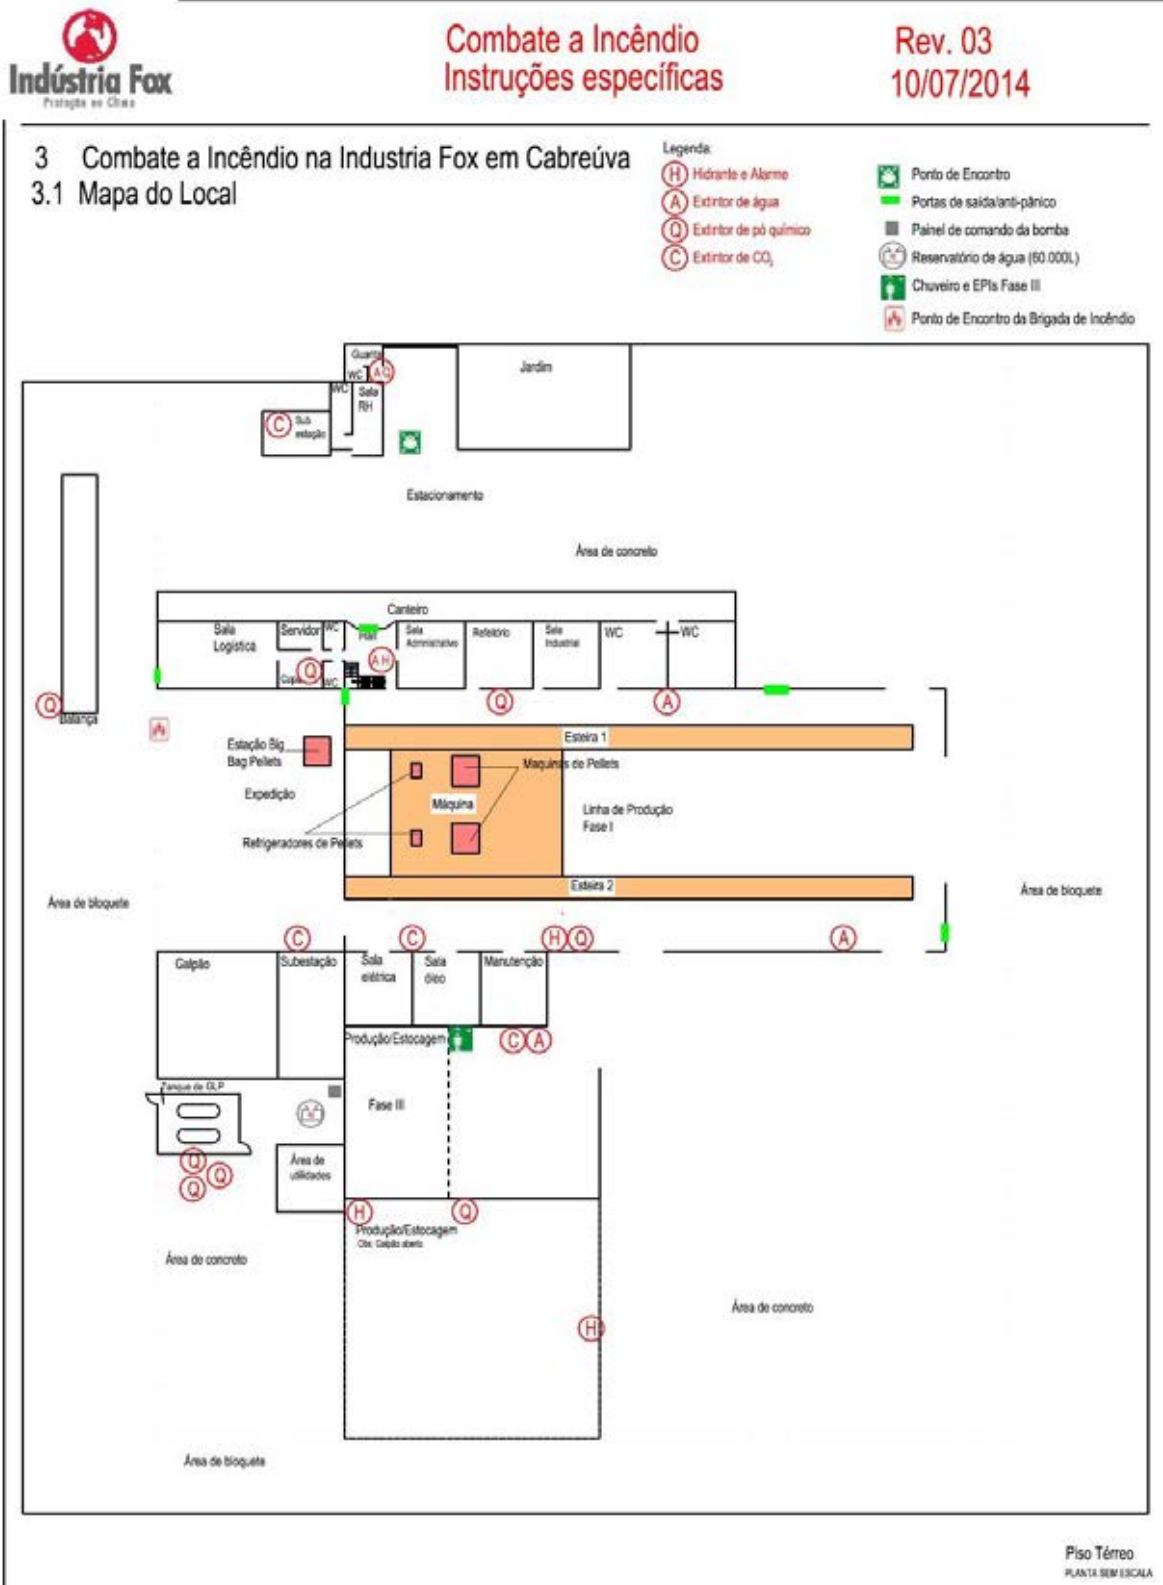 Indústria Fox
Proteção ao Clima
Combate a Incêndio
Instruções específicas
Rev. 03
10/07/2014
3 Combate a Incêndio na Industria Fox em Cabreúva
3.1 Mapa do Local
Legenda:
H Hidrante e Alarme
A Extintor de água
Q Extintor de pó químico
C Extintor de CO₂
Ponto de Encontro
Portas de saída/anti-pânico
Painel de comando da bomba
Reservatório de água (60.000L)
Chuveiro e EPIs Fase III
Ponto de Encontro da Brigada de Incêndio
Guarita
WC
A Q
Jardim
WC
Sala
RH
C
Sub
estação
Estacionamento
Área de concreto
Canteiro
Sala
Logística
Servidor
WC
Hall
Sala
Administrativo
Refeitório
Sala
Industrial
WC
WC
A H
Q
Copa
WC
Q
Balança
Q
A
Esteira 1
Estação Big
Bag Pellets
Maquinas de Pellets
Expedição
Máquina
Linha de Produção
Fase I
Refrigeradores de Pellets
Esteira 2
Área de bloquete
Área de bloquete
C
C
H Q
A
Galpão
Subestação
Sala
elétrica
Sala
óleo
Manutenção
Produção/Estocagem
C A
Tanque de GLP
Fase III
Q
Q
Q
Área de
utilidades
H
Q
Produção/Estocagem
Obs: Galpão aberto
Área de concreto
Área de concreto
H
Área de bloquete
Piso Térreo
PLANTA SEM ESCALA